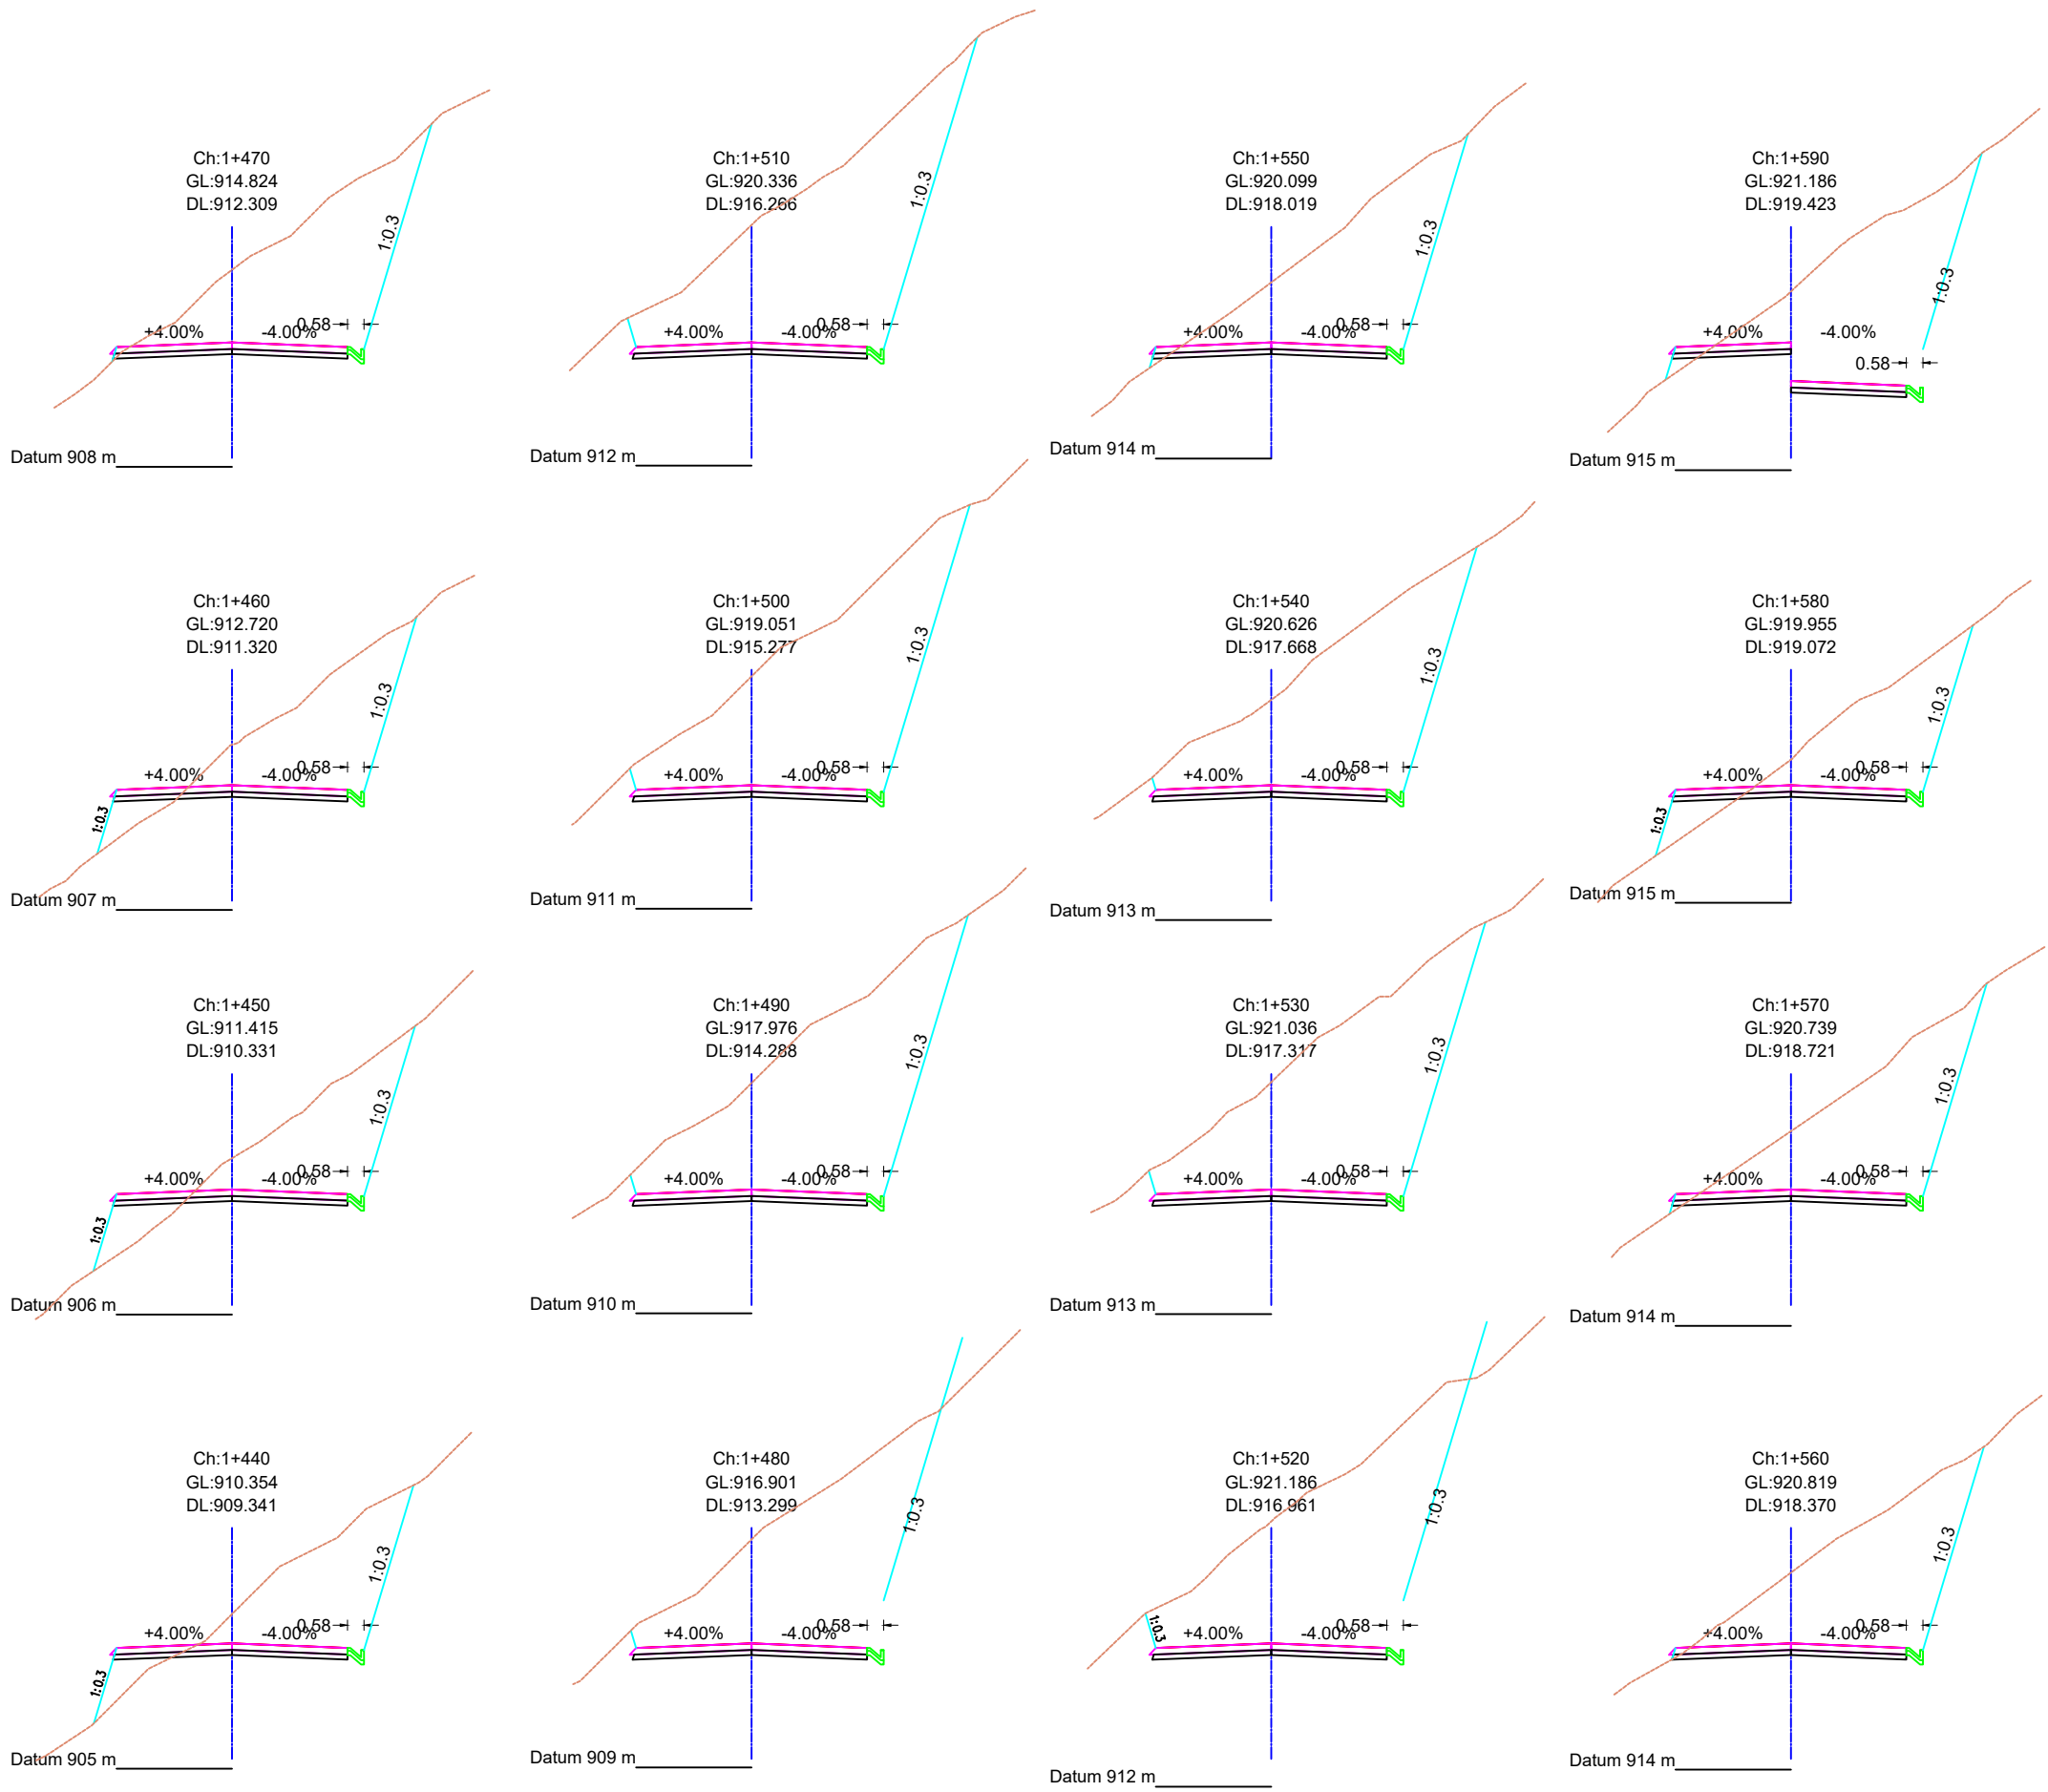 Ch:1+470
GL:914.824
DL:912.309
1:0.3
+4.00%
-4.00%
0.58
Datum 908 m
Ch:1+510
GL:920.336
DL:916.266
1:0.3
+4.00%
-4.00%
0.58
Datum 912 m
Ch:1+550
GL:920.099
DL:918.019
1:0.3
+4.00%
-4.00%
0.58
Datum 914 m
Ch:1+590
GL:921.186
DL:919.423
1:0.3
+4.00%
-4.00%
0.58
Datum 915 m
Ch:1+460
GL:912.720
DL:911.320
1:0.3
+4.00%
-4.00%
0.58
1:0.3
Datum 907 m
Ch:1+500
GL:919.051
DL:915.277
1:0.3
+4.00%
-4.00%
0.58
Datum 911 m
Ch:1+540
GL:920.626
DL:917.668
1:0.3
+4.00%
-4.00%
0.58
Datum 913 m
Ch:1+580
GL:919.955
DL:919.072
1:0.3
+4.00%
-4.00%
0.58
1:0.3
Datum 915 m
Ch:1+450
GL:911.415
DL:910.331
1:0.3
+4.00%
-4.00%
0.58
1:0.3
Datum 906 m
Ch:1+490
GL:917.976
DL:914.288
1:0.3
+4.00%
-4.00%
0.58
Datum 910 m
Ch:1+530
GL:921.036
DL:917.317
1:0.3
+4.00%
-4.00%
0.58
Datum 913 m
Ch:1+570
GL:920.739
DL:918.721
1:0.3
+4.00%
-4.00%
0.58
Datum 914 m
Ch:1+440
GL:910.354
DL:909.341
1:0.3
+4.00%
-4.00%
0.58
1:0.3
Datum 905 m
Ch:1+480
GL:916.901
DL:913.299
1:0.3
+4.00%
-4.00%
0.58
Datum 909 m
Ch:1+520
GL:921.186
DL:916.961
1:0.3
1:0.3
+4.00%
-4.00%
0.58
Datum 912 m
Ch:1+560
GL:920.819
DL:918.370
1:0.3
+4.00%
-4.00%
0.58
Datum 914 m